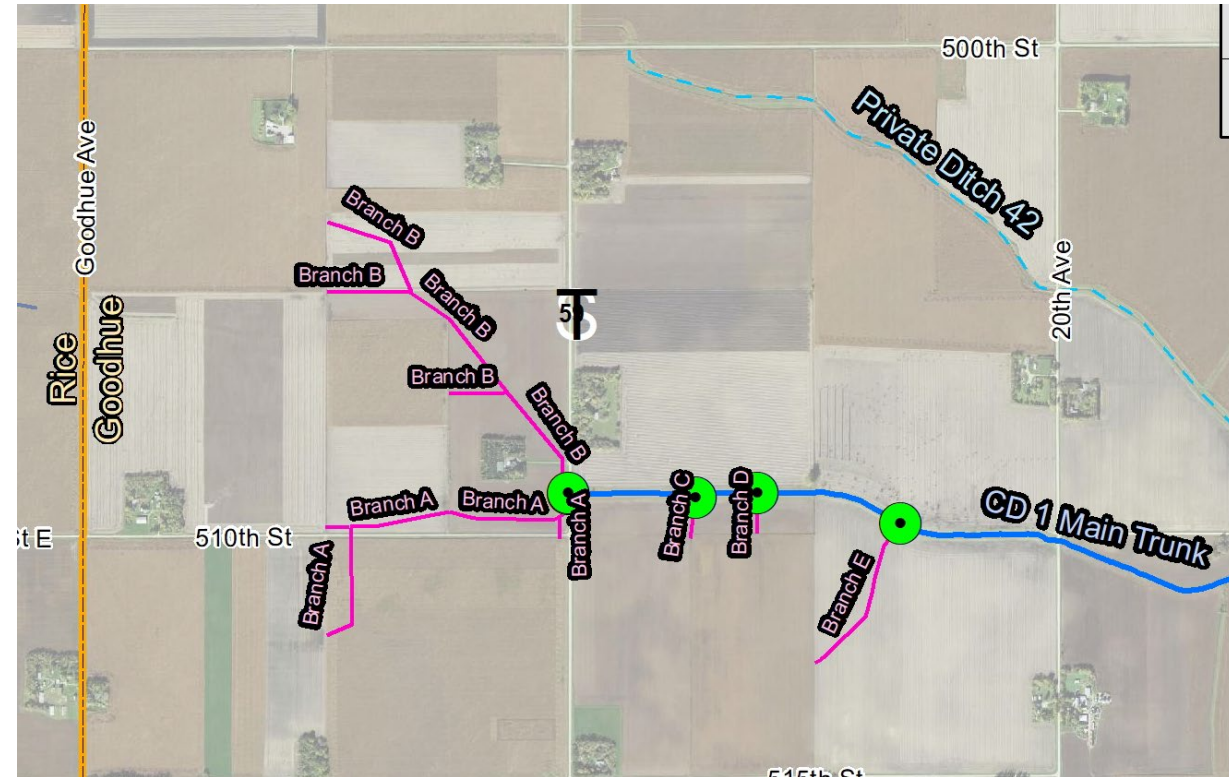 500th St
Private Ditch 42
Goodhue Ave
Branch B
Branch B
Branch B
20th Ave
Rice
Goodhue
Branch B
Branch B
Branch A
Branch A
Branch A
Branch C
Branch D
CD 1 Main Trunk
St E
510th St
Branch A
Branch E
515th St